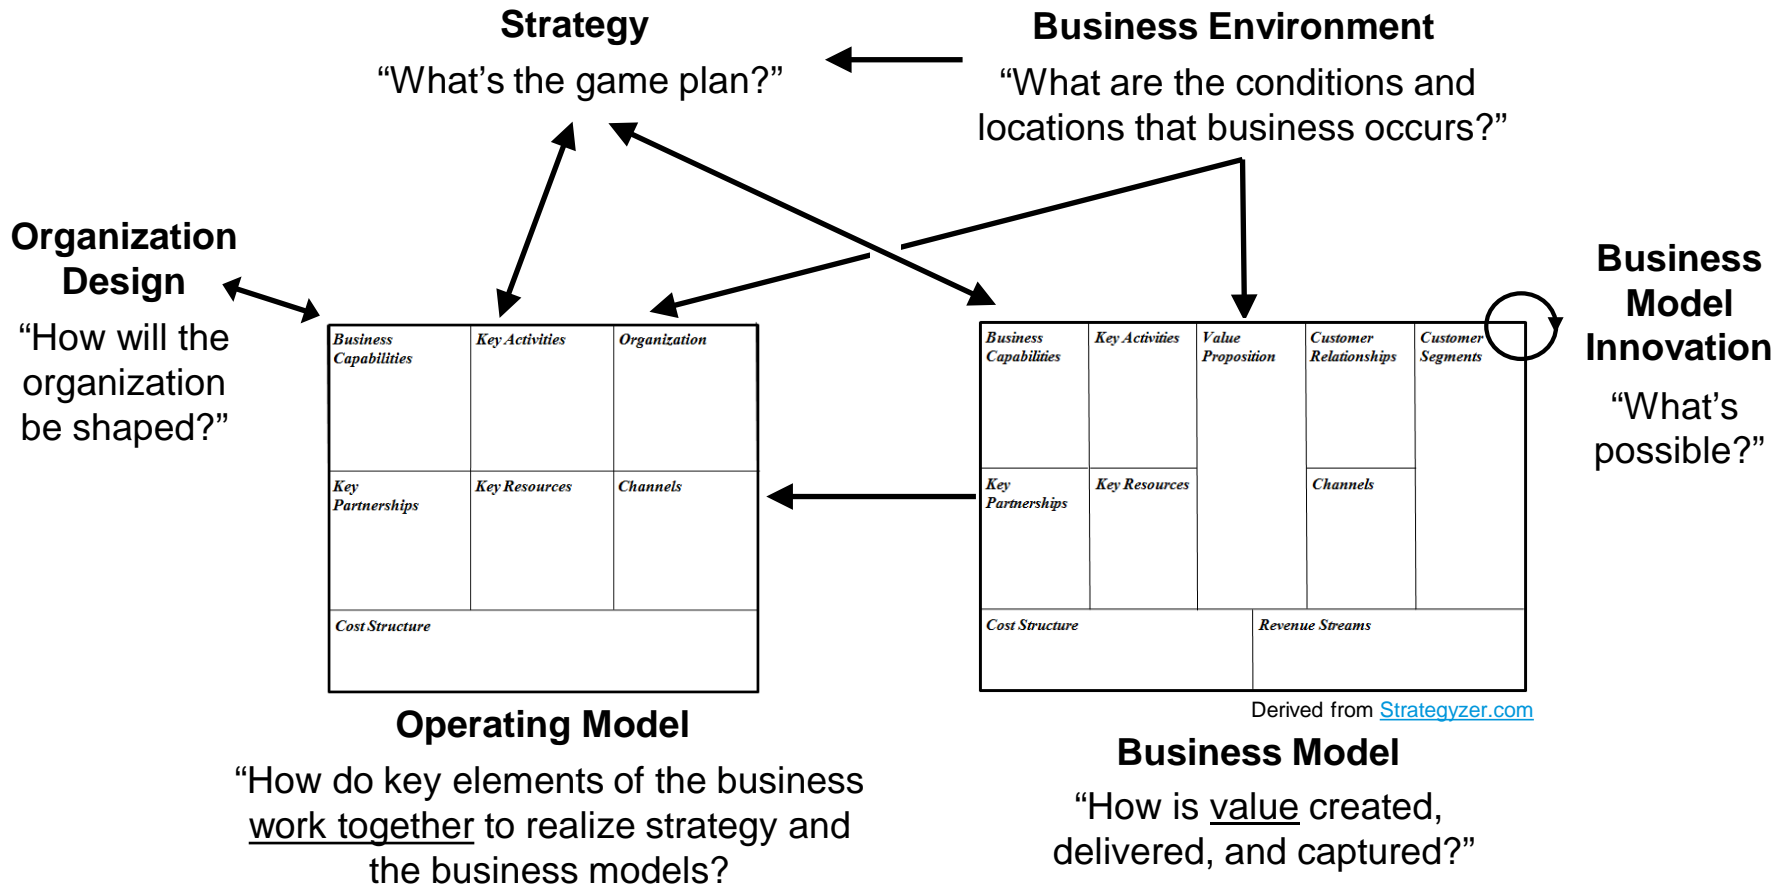 Strategy
“What’s the game plan?”
Business Environment
“What are the conditions and
locations that business occurs?”
Organization
Design
“How will the
organization
be shaped?”
Business
Model
Innovation
“What’s
possible?”
Business
Capabilities
Key Activities
Organization
Key
Partnerships
Key Resources
Channels
Cost Structure
Business
Capabilities
Key Activities
Value
Proposition
Customer
Relationships
Customer
Segments
Key
Partnerships
Key Resources
Channels
Cost Structure
Revenue Streams
Derived from Strategyzer.com
Operating Model
“How do key elements of the business
work together to realize strategy and
the business models?
Business Model
“How is value created,
delivered, and captured?”